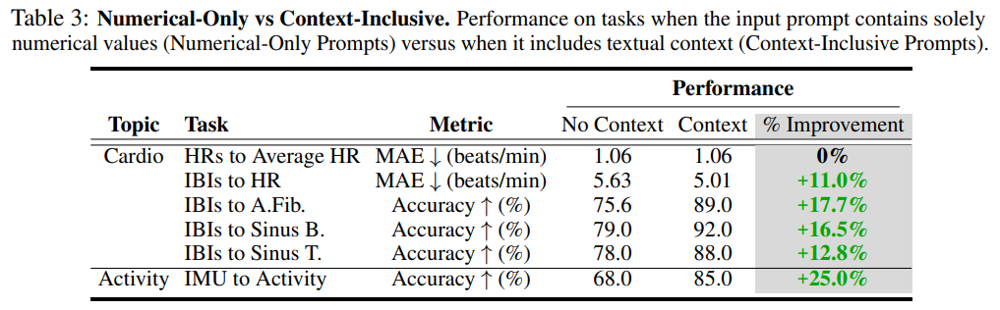 Table 3: Numerical-Only vs Context-Inclusive. Performance on tasks when the input prompt contains solely
numerical values (Numerical-Only Prompts) versus when it includes textual context (Context-Inclusive Prompts).
Performance
Topic Task Metric No Context Context % Improvement
Cardio HRs to Average HR MAE ↓ (beats/min) 1.06 1.06 0%
IBIs to HR MAE ↓ (beats/min) 5.63 5.01 +11.0%
IBIs to A.Fib. Accuracy ↑ (%) 75.6 89.0 +17.7%
IBIs to Sinus B. Accuracy ↑ (%) 79.0 92.0 +16.5%
IBIs to Sinus T. Accuracy ↑ (%) 78.0 88.0 +12.8%
Activity IMU to Activity Accuracy ↑ (%) 68.0 85.0 +25.0%